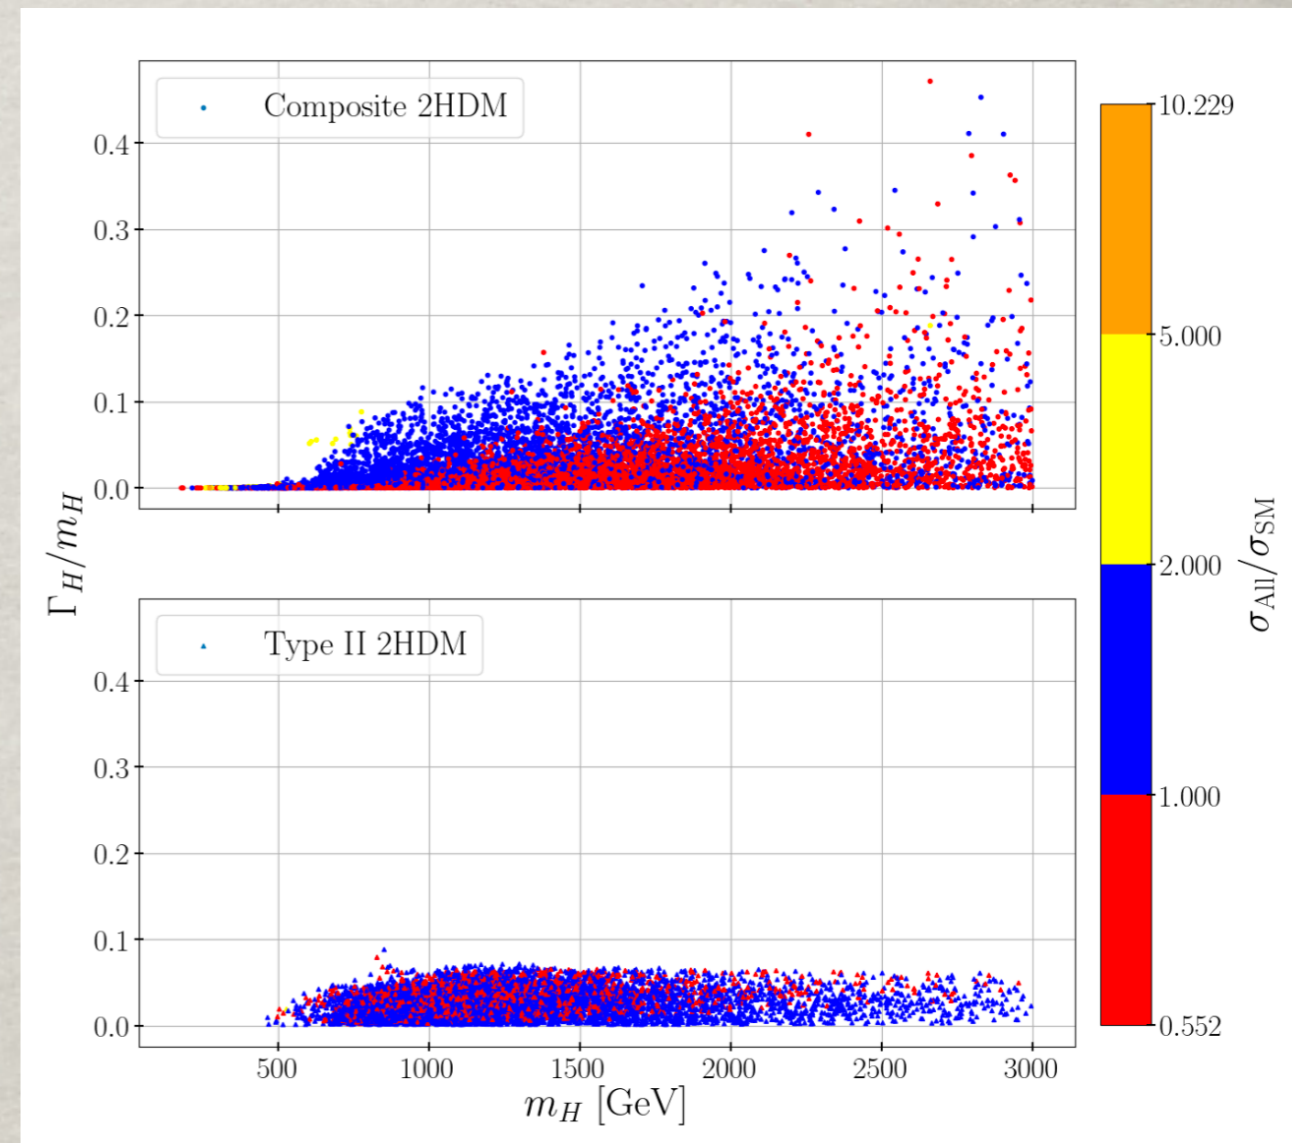 Composite 2HDM
0.4
0.3
0.2
0.1
0.0
Type II 2HDM
0.4
0.3
0.2
0.1
0.0
500 1000 1500 2000 2500 3000
m_H [GeV]
Γ_H/m_H
10.229
5.000
2.000
1.000
0.552
σ_All/σ_SM